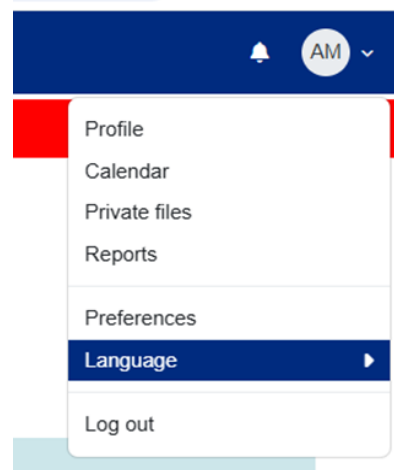 AM
Profile
Calendar
Private files
Reports
Preferences
Language
Log out